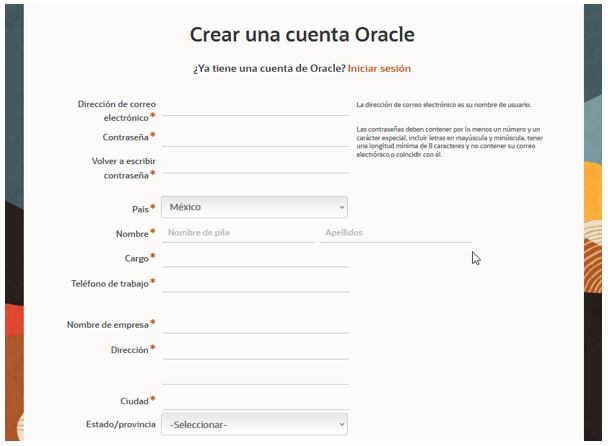 Crear una cuenta Oracle
¿Ya tiene una cuenta de Oracle? Iniciar sesión
Dirección de correo
electrónico*
La dirección de correo electrónico es su nombre de usuario.
Contraseña*
Las contraseñas deben contener por lo menos un número y un
carácter especial, incluir letras en mayúscula y minúscula, tener
una longitud mínima de 8 caracteres y no contener su correo
electrónico o coincidir con él.
Volver a escribir
contraseña*
País* México
Nombre* Nombre de pila Apellidos
Cargo*
Teléfono de trabajo*
Nombre de empresa*
Dirección*
Ciudad*
Estado/provincia -Seleccionar-